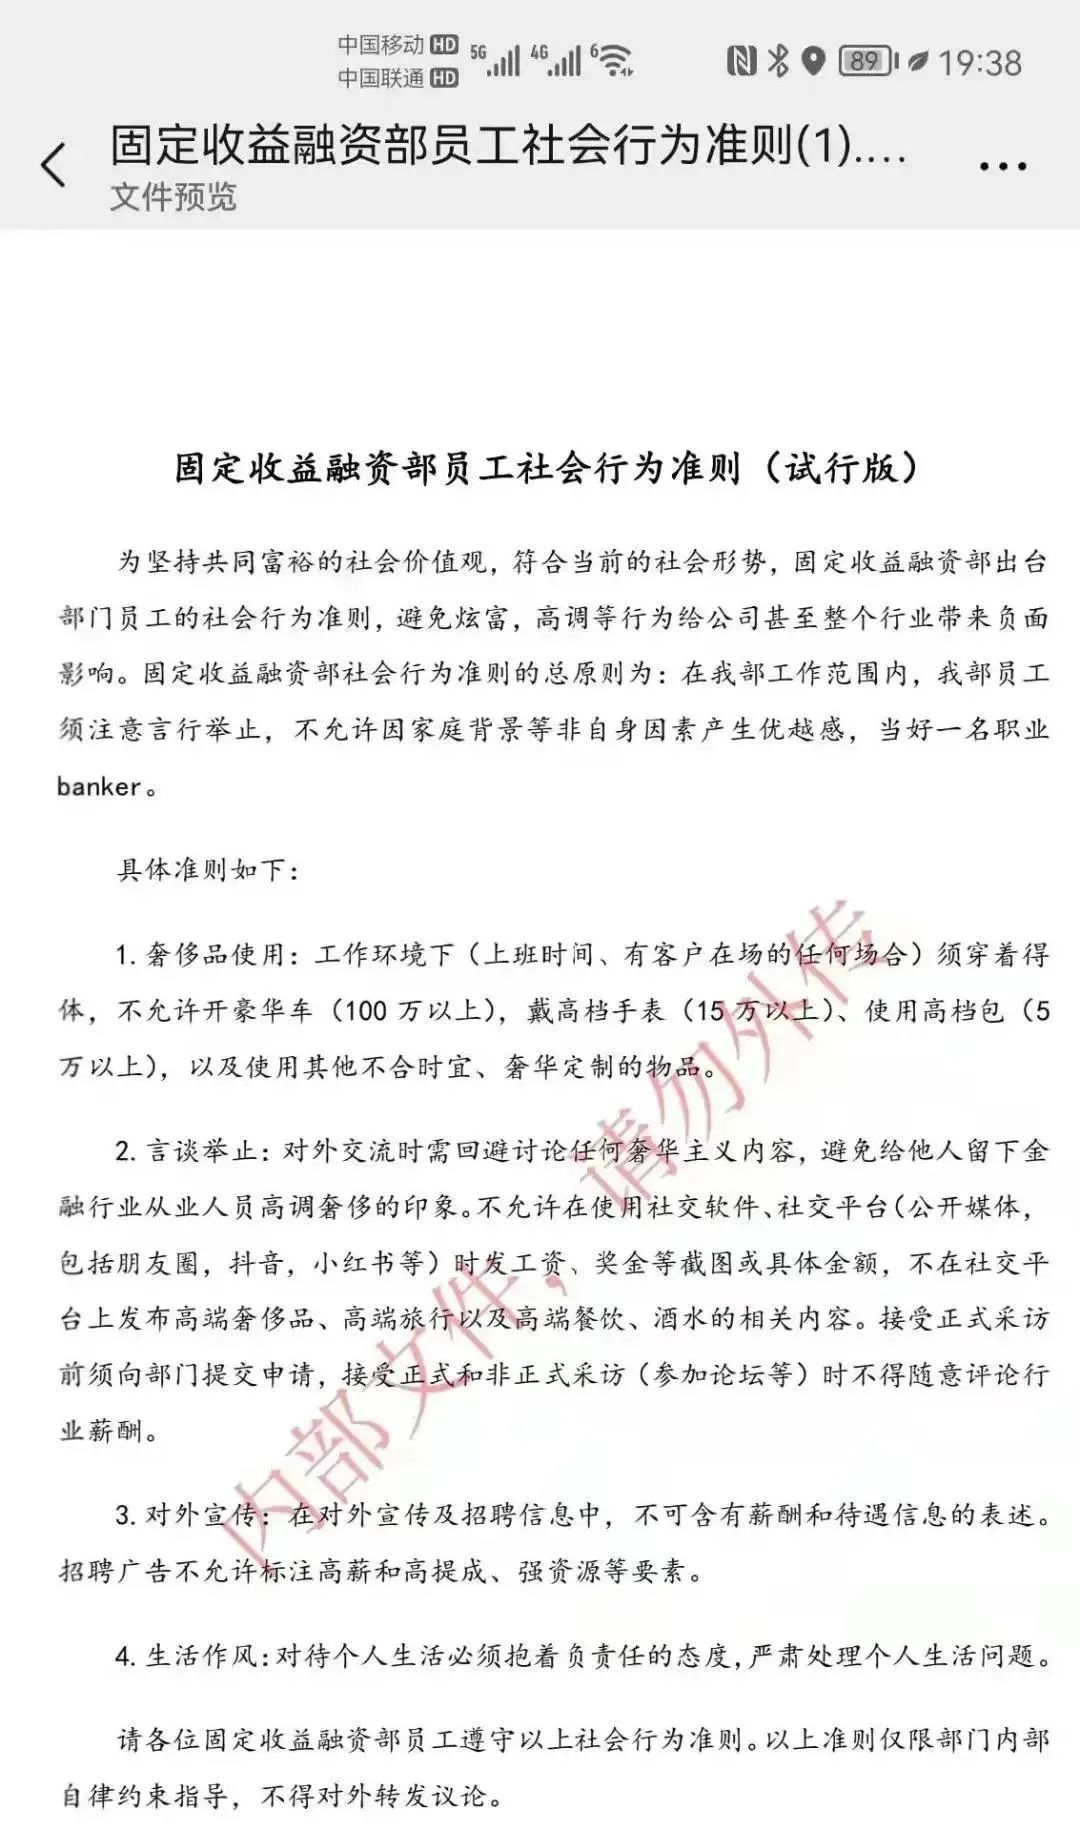 中国移动 HD 5G 4G 6 89 19:38
中国联通 HD
固定收益融资部员工社会行为准则(1)....
文件预览
固定收益融资部员工社会行为准则（试行版）
为坚持共同富裕的社会价值观，符合当前的社会形势，固定收益融资部出台
部门员工的社会行为准则，避免炫富，高调等行为给公司甚至整个行业带来负面
影响。固定收益融资部社会行为准则的总原则为：在我部工作范围内，我部员工
须注意言行举止，不允许因家庭背景等非自身因素产生优越感，当好一名职业
banker。
具体准则如下：
1. 奢侈品使用：工作环境下（上班时间、有客户在场的任何场合）须穿着得
体，不允许开豪华车（100 万以上），戴高档手表（15 万以上）、使用高档包（5
万以上），以及使用其他不合时宜、奢华定制的物品。
2. 言谈举止：对外交流时需回避讨论任何奢华主义内容，避免给他人留下金
融行业从业人员高调奢侈的印象。不允许在使用社交软件、社交平台（公开媒体，
包括朋友圈，抖音，小红书等）时发工资、奖金等截图或具体金额，不在社交平
台上发布高端奢侈品、高端旅行以及高端餐饮、酒水的相关内容。接受正式采访
前须向部门提交申请，接受正式和非正式采访（参加论坛等）时不得随意评论行
业薪酬。
3. 对外宣传：在对外宣传及招聘信息中，不可含有薪酬和待遇信息的表述。
招聘广告不允许标注高薪和高提成、强资源等要素。
4. 生活作风：对待个人生活必须抱着负责任的态度，严肃处理个人生活问题。
请各位固定收益融资部员工遵守以上社会行为准则。以上准则仅限部门内部
自律约束指导，不得对外转发议论。
内部文件，请勿外传